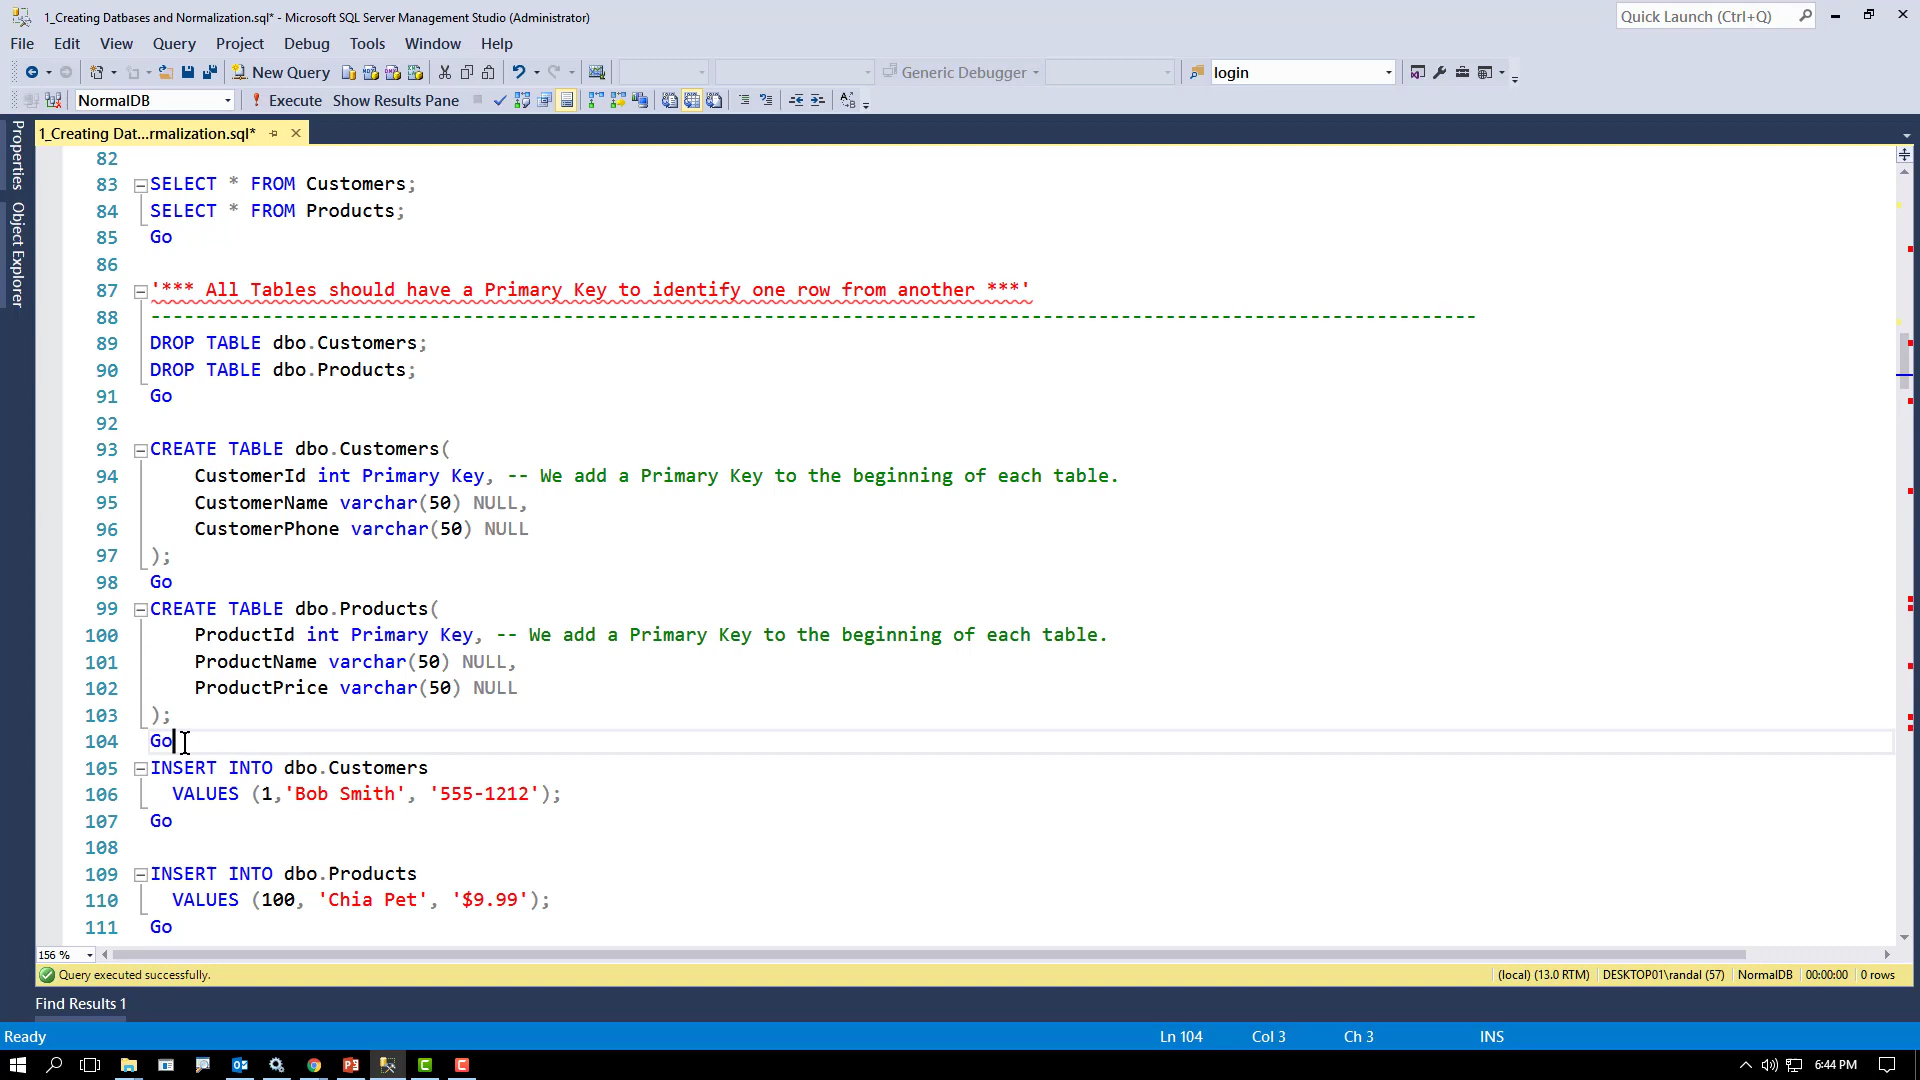 1_Creating Datbases and Normalization.sql* - Microsoft SQL Server Management Studio (Administrator)
Quick Launch (Ctrl+Q)
File Edit View Query Project Debug Tools Window Help
New Query Generic Debugger login
NormalDB Execute Show Results Pane
1_Creating Dat...rmalization.sql*
Properties
Object Explorer
82
83 SELECT * FROM Customers;
84 SELECT * FROM Products;
85 Go
86
87 '*** All Tables should have a Primary Key to identify one row from another ***'
88 -----------------------------------------------------------------------------------------------------------------------
89 DROP TABLE dbo.Customers;
90 DROP TABLE dbo.Products;
91 Go
92
93 CREATE TABLE dbo.Customers(
94 CustomerId int Primary Key, -- We add a Primary Key to the beginning of each table.
95 CustomerName varchar(50) NULL,
96 CustomerPhone varchar(50) NULL
97 );
98 Go
99 CREATE TABLE dbo.Products(
100 ProductId int Primary Key, -- We add a Primary Key to the beginning of each table.
101 ProductName varchar(50) NULL,
102 ProductPrice varchar(50) NULL
103 );
104 Go
105 INSERT INTO dbo.Customers
106 VALUES (1,'Bob Smith', '555-1212');
107 Go
108
109 INSERT INTO dbo.Products
110 VALUES (100, 'Chia Pet', '$9.99');
111 Go
156 %
Query executed successfully. (local) (13.0 RTM) DESKTOP01\randal (57) NormalDB 00:00:00 0 rows
Find Results 1
Ready Ln 104 Col 3 Ch 3 INS
6:44 PM